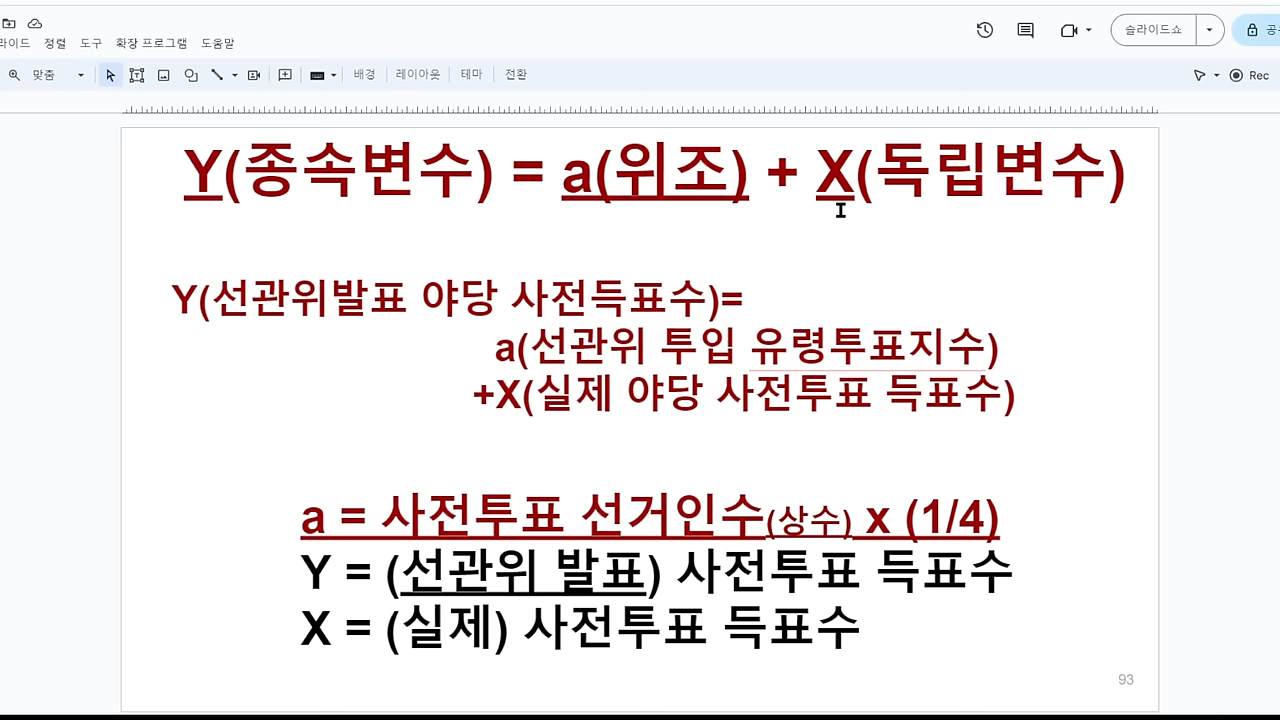 라이드 정렬 도구 확장 프로그램 도움말
슬라이드쇼
맞춤
배경 레이아웃 테마 전환
Rec
Y(종속변수) = a(위조) + X(독립변수)
Y(선관위발표 야당 사전득표수)=
a(선관위 투입 유령투표지수)
+X(실제 야당 사전투표 득표수)
a = 사전투표 선거인수(상수) x (1/4)
Y = (선관위 발표) 사전투표 득표수
X = (실제) 사전투표 득표수
93